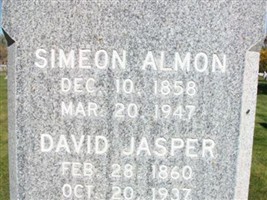 SIMEON ALMON
DEC. 10. 1858
MAR. 20. 1947
DAVID JASPER
FEB. 28. 1860
OCT. 20. 1937